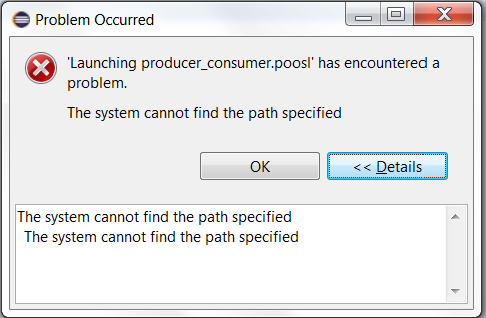 Problem Occurred
'Launching producer_consumer.poosl' has encountered a
problem.
The system cannot find the path specified
OK
<< Details
The system cannot find the path specified
The system cannot find the path specified